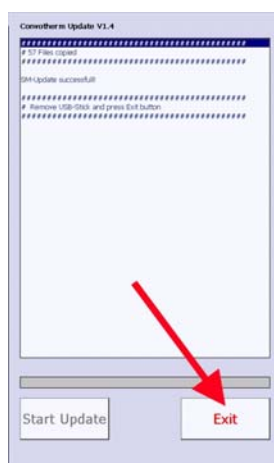 Convotherm Update V1.4
############################################
# 57 Files copied
############################################
SM-Update successful!
############################################
# Remove USB-Stick and press Exit button
############################################
Start Update
Exit